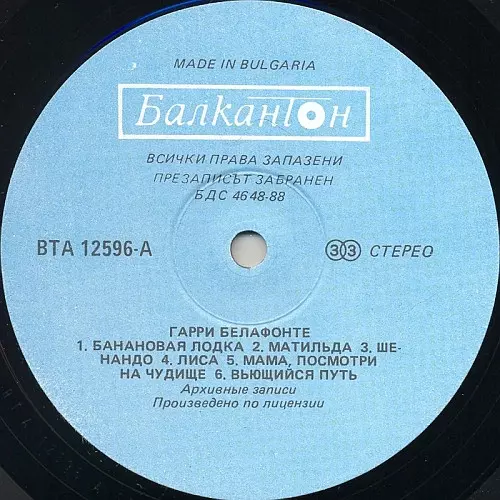 MADE IN BULGARIA
Балкантон
ВСИЧКИ ПРАВА ЗАПАЗЕНИ
ПРЕЗАПИСЪТ ЗАБРАНЕН
БДС 4648-88
ВТА 12596-А
33 СТЕРЕО
ГАРРИ БЕЛАФОНТЕ
1. БАНАНОВАЯ ЛОДКА 2. МАТИЛЬДА 3. ШЕ-
НАНДО 4. ЛИСА 5. МАМА, ПОСМОТРИ
НА ЧУДИЩЕ 6. ВЬЮЩИЙСЯ ПУТЬ
Архивные записи
Произведено по лицензии